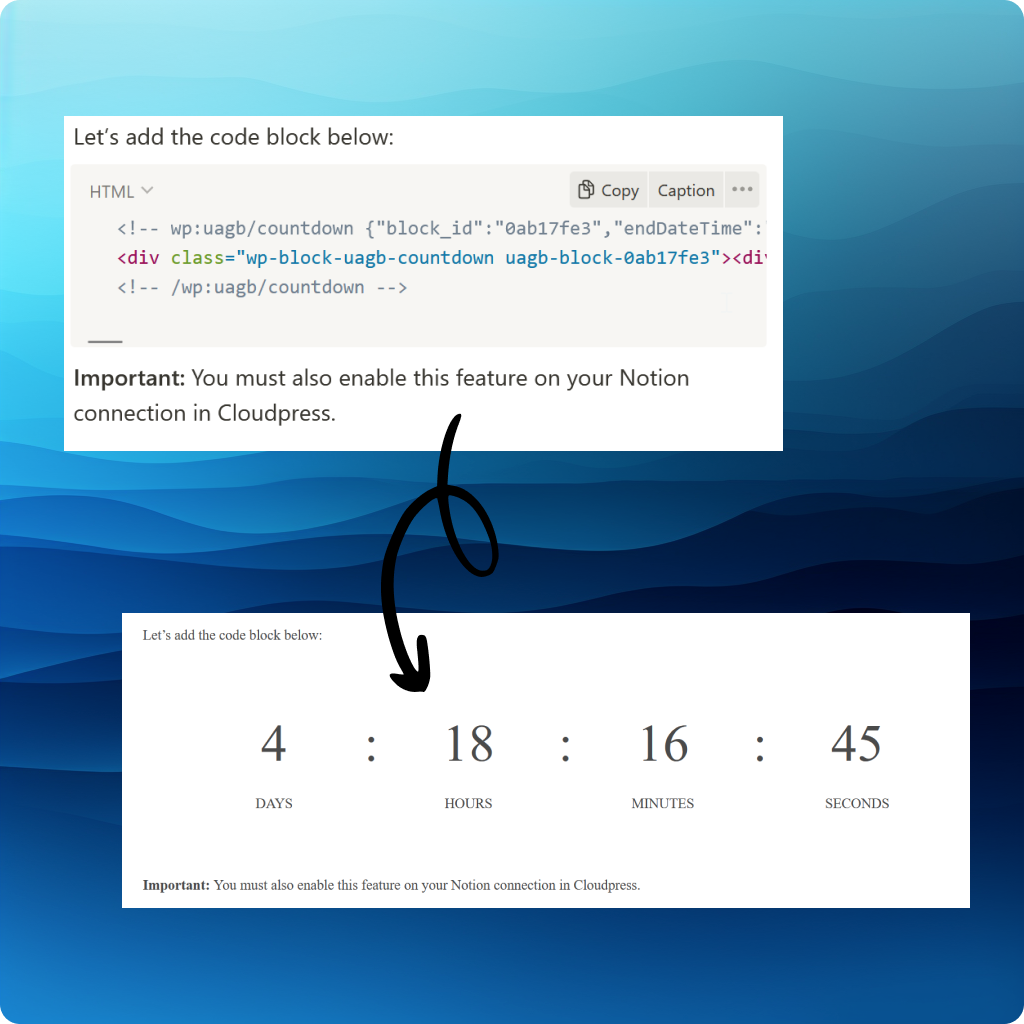 Let's add the code block below:
HTML
Copy Caption
<!-- wp:uagb/countdown {"block_id":"0ab17fe3","endDateTime":
<div class="wp-block-uagb-countdown uagb-block-0ab17fe3"><div
<!-- /wp:uagb/countdown -->
Important: You must also enable this feature on your Notion
connection in Cloudpress.
Let's add the code block below:
4 : 18 : 16 : 45
DAYS HOURS MINUTES SECONDS
Important: You must also enable this feature on your Notion connection in Cloudpress.